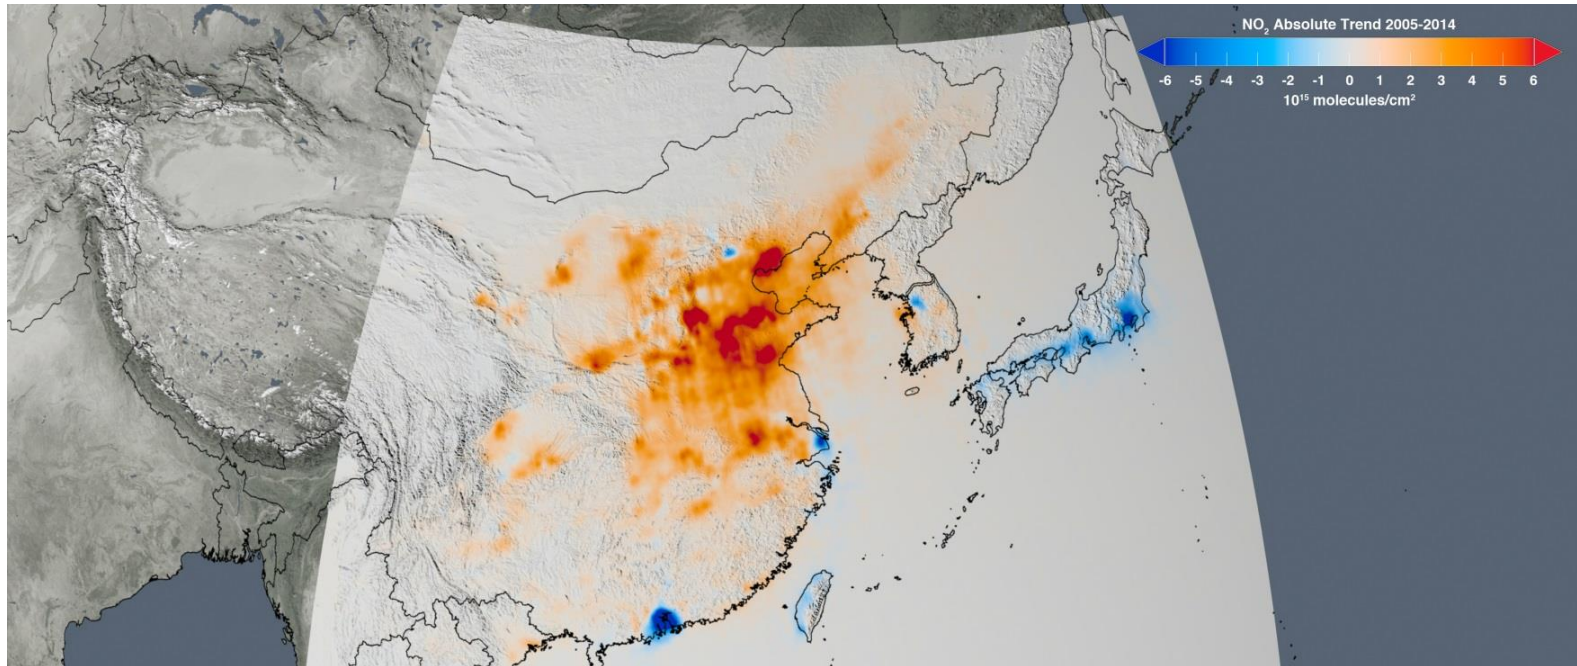 NO₂ Absolute Trend 2005-2014
-6 -5 -4 -3 -2 -1 0 1 2 3 4 5 6
10¹⁵ molecules/cm²